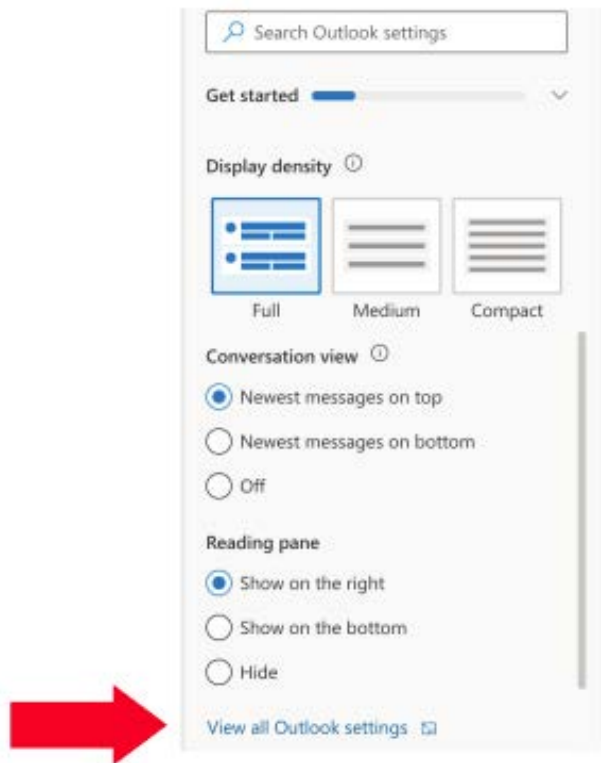 Search Outlook settings
Get started
Display density
Full Medium Compact
Conversation view
Newest messages on top
Newest messages on bottom
Off
Reading pane
Show on the right
Show on the bottom
Hide
View all Outlook settings